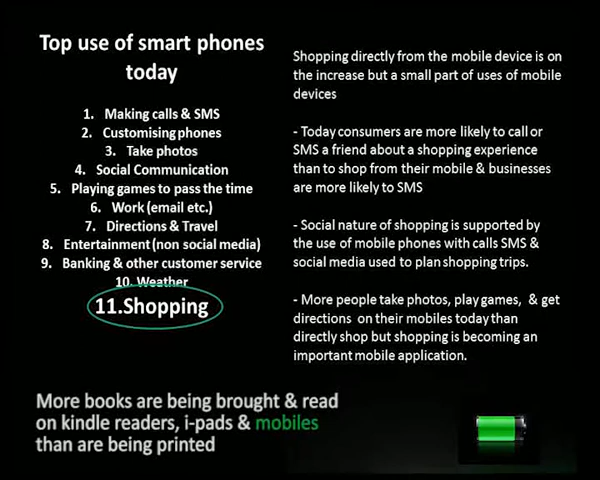 Top use of smart phones
today
1. Making calls & SMS
2. Customising phones
3. Take photos
4. Social Communication
5. Playing games to pass the time
6. Work (email etc.)
7. Directions & Travel
8. Entertainment (non social media)
9. Banking & other customer service
10. Weather
11.Shopping
Shopping directly from the mobile device is on
the increase but a small part of uses of mobile
devices
- Today consumers are more likely to call or
SMS a friend about a shopping experience
than to shop from their mobile & businesses
are more likely to SMS
- Social nature of shopping is supported by
the use of mobile phones with calls SMS &
social media used to plan shopping trips.
- More people take photos, play games, & get
directions on their mobiles today than
directly shop but shopping is becoming an
important mobile application.
More books are being brought & read
on kindle readers, i-pads & mobiles
than are being printed